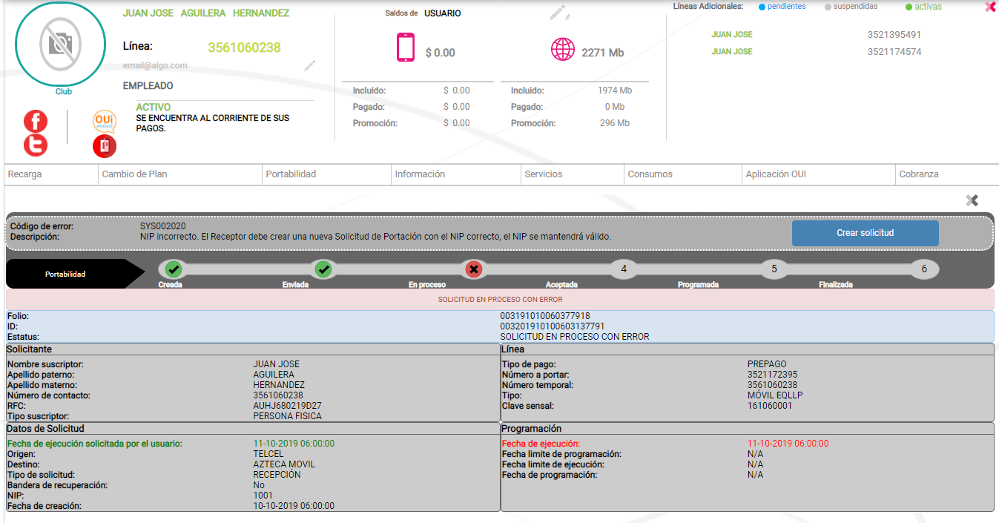 JUAN JOSE AGUILERA HERNANDEZ
Línea: 3561060238
email@algo.com
EMPLEADO
Club
ACTIVO
SE ENCUENTRA AL CORRIENTE DE SUS PAGOS.
OUi
móvil
Saldos de USUARIO
$ 0.00
2271 Mb
Incluido: $ 0.00
Pagado: $ 0.00
Promoción: $ 0.00
Incluido: 1974 Mb
Pagado: 0 Mb
Promoción: 296 Mb
Líneas Adicionales: pendientes suspendidas activas
JUAN JOSE 3521395491
JUAN JOSE 3521174574
Recarga Cambio de Plan Portabilidad Información Servicios Consumos Aplicación OUI Cobranza
Código de error: SYS002020
Descripción: NIP incorrecto. El Receptor debe crear una nueva Solicitud de Portación con el NIP correcto, el NIP se mantendrá válido.
Crear solicitud
Portabilidad
4 5 6
Creada Enviada En proceso Aceptada Programada Finalizada
SOLICITUD EN PROCESO CON ERROR
Folio: 003191010060377918
ID: 003201910100603137791
Estatus: SOLICITUD EN PROCESO CON ERROR
Solicitante
Nombre suscriptor: JUAN JOSE
Apellido paterno: AGUILERA
Apellido materno: HERNANDEZ
Número de contacto: 3561060238
RFC: AUHJ680219D27
Tipo suscriptor: PERSONA FISICA
Línea
Tipo de pago: PREPAGO
Número a portar: 3521172395
Número temporal: 3561060238
Tipo: MÓVIL EQLLP
Clave sensal: 161060001
Datos de Solicitud
Fecha de ejecución solicitada por el usuario: 11-10-2019 06:00:00
Origen: TELCEL
Destino: AZTECA MOVIL
Tipo de solicitud: RECEPCIÓN
Bandera de recuperación: No
NIP: 1001
Fecha de creación: 10-10-2019 06:00:00
Programación
Fecha de ejecución: 11-10-2019 06:00:00
Fecha limite de programación: N/A
Fecha limite de ejecución: N/A
Fecha de programación: N/A